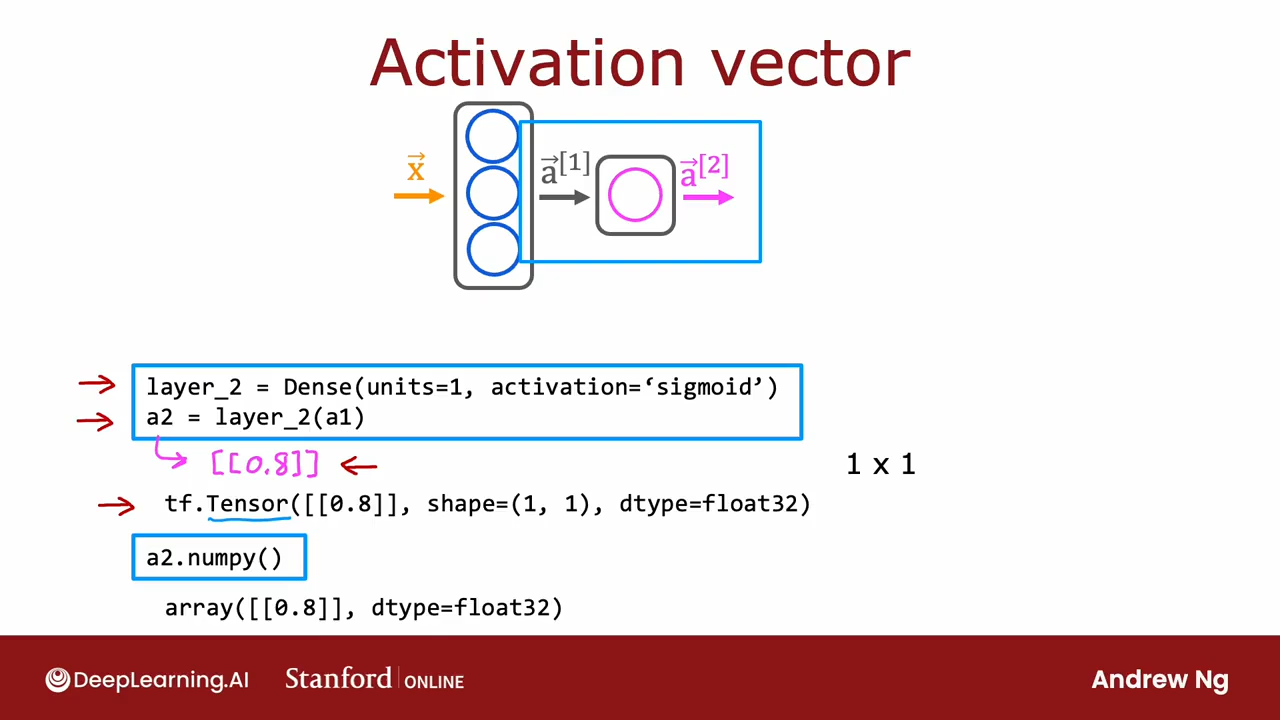 Activation vector
x⃗
a⃗[1]
a⃗[2]
layer_2 = Dense(units=1, activation=‘sigmoid’)
a2 = layer_2(a1)
[[0.8]]
1 x 1
tf.Tensor([[0.8]], shape=(1, 1), dtype=float32)
a2.numpy()
array([[0.8]], dtype=float32)
DeepLearning.AI Stanford | ONLINE Andrew Ng